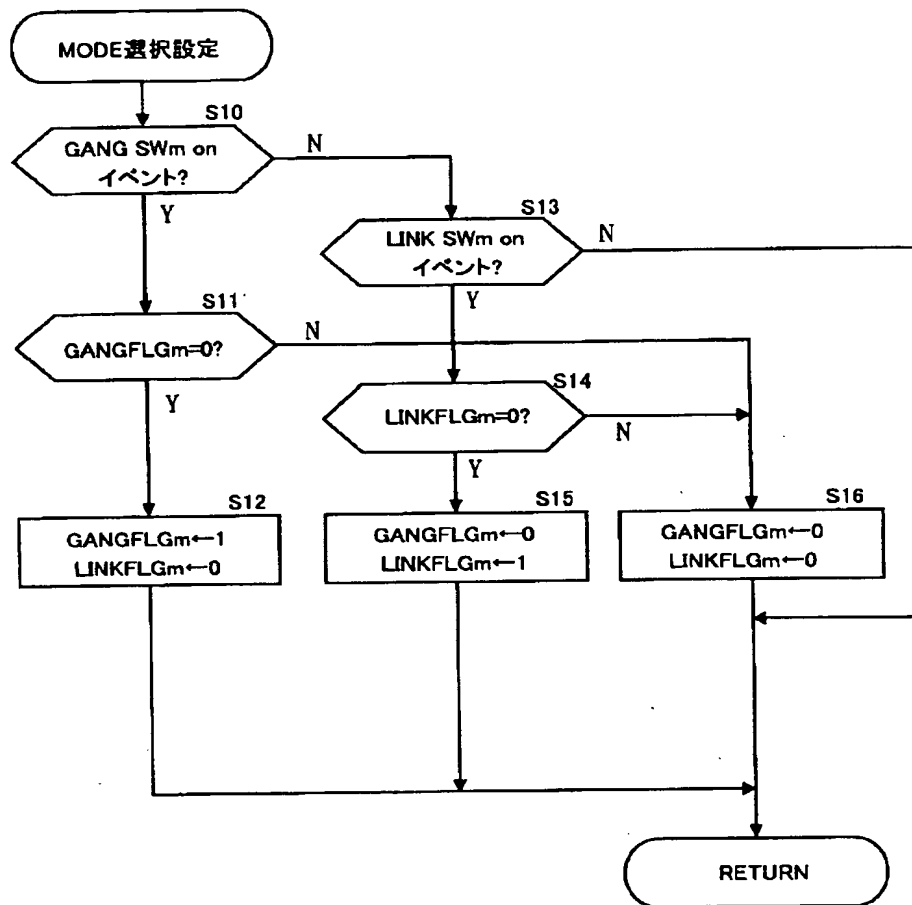 MODE選択設定
S10
GANG SWm on
イベント?
N
Y
S13
LINK SWm on
イベント?
N
Y
S11
GANGFLGm=0?
N
Y
S14
LINKFLGm=0?
N
Y
S12
GANGFLGm←1
LINKFLGm←0
S15
GANGFLGm←0
LINKFLGm←1
S16
GANGFLGm←0
LINKFLGm←0
RETURN